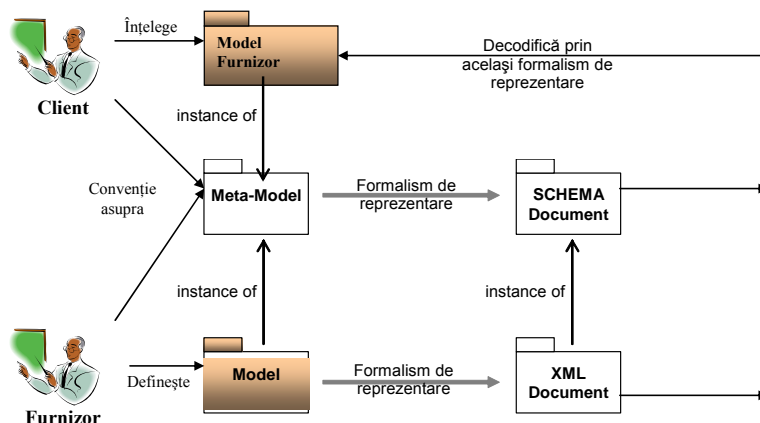 Înțelege
Model
Furnizor
Decodifică prin
același formalism de
reprezentare
Client
instance of
Convenție
asupra
Meta-Model
Formalism de
reprezentare
SCHEMA
Document
instance of
instance of
Definește
Model
Formalism de
reprezentare
XML
Document
Furnizor